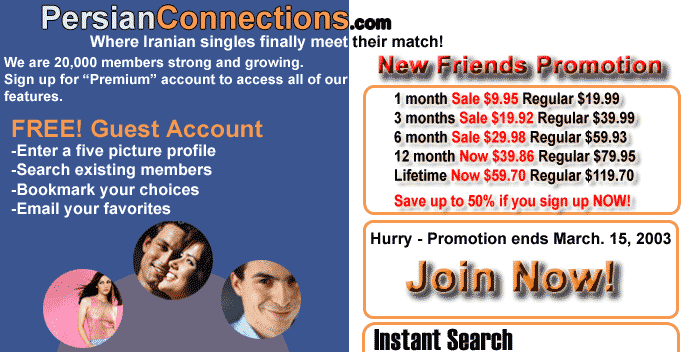 PersianConnections.com
Where Iranian singles finally meet their match!
We are 20,000 members strong and growing.
Sign up for “Premium” account to access all of our
features.
FREE! Guest Account
-Enter a five picture profile
-Search existing members
-Bookmark your choices
-Email your favorites
New Friends Promotion
1 month Sale $9.95 Regular $19.99
3 months Sale $19.92 Regular $39.99
6 month Sale $29.98 Regular $59.93
12 month Now $39.86 Regular $79.95
Lifetime Now $59.70 Regular $119.70
Save up to 50% if you sign up NOW!
Hurry - Promotion ends March. 15, 2003
Join Now!
Instant Search